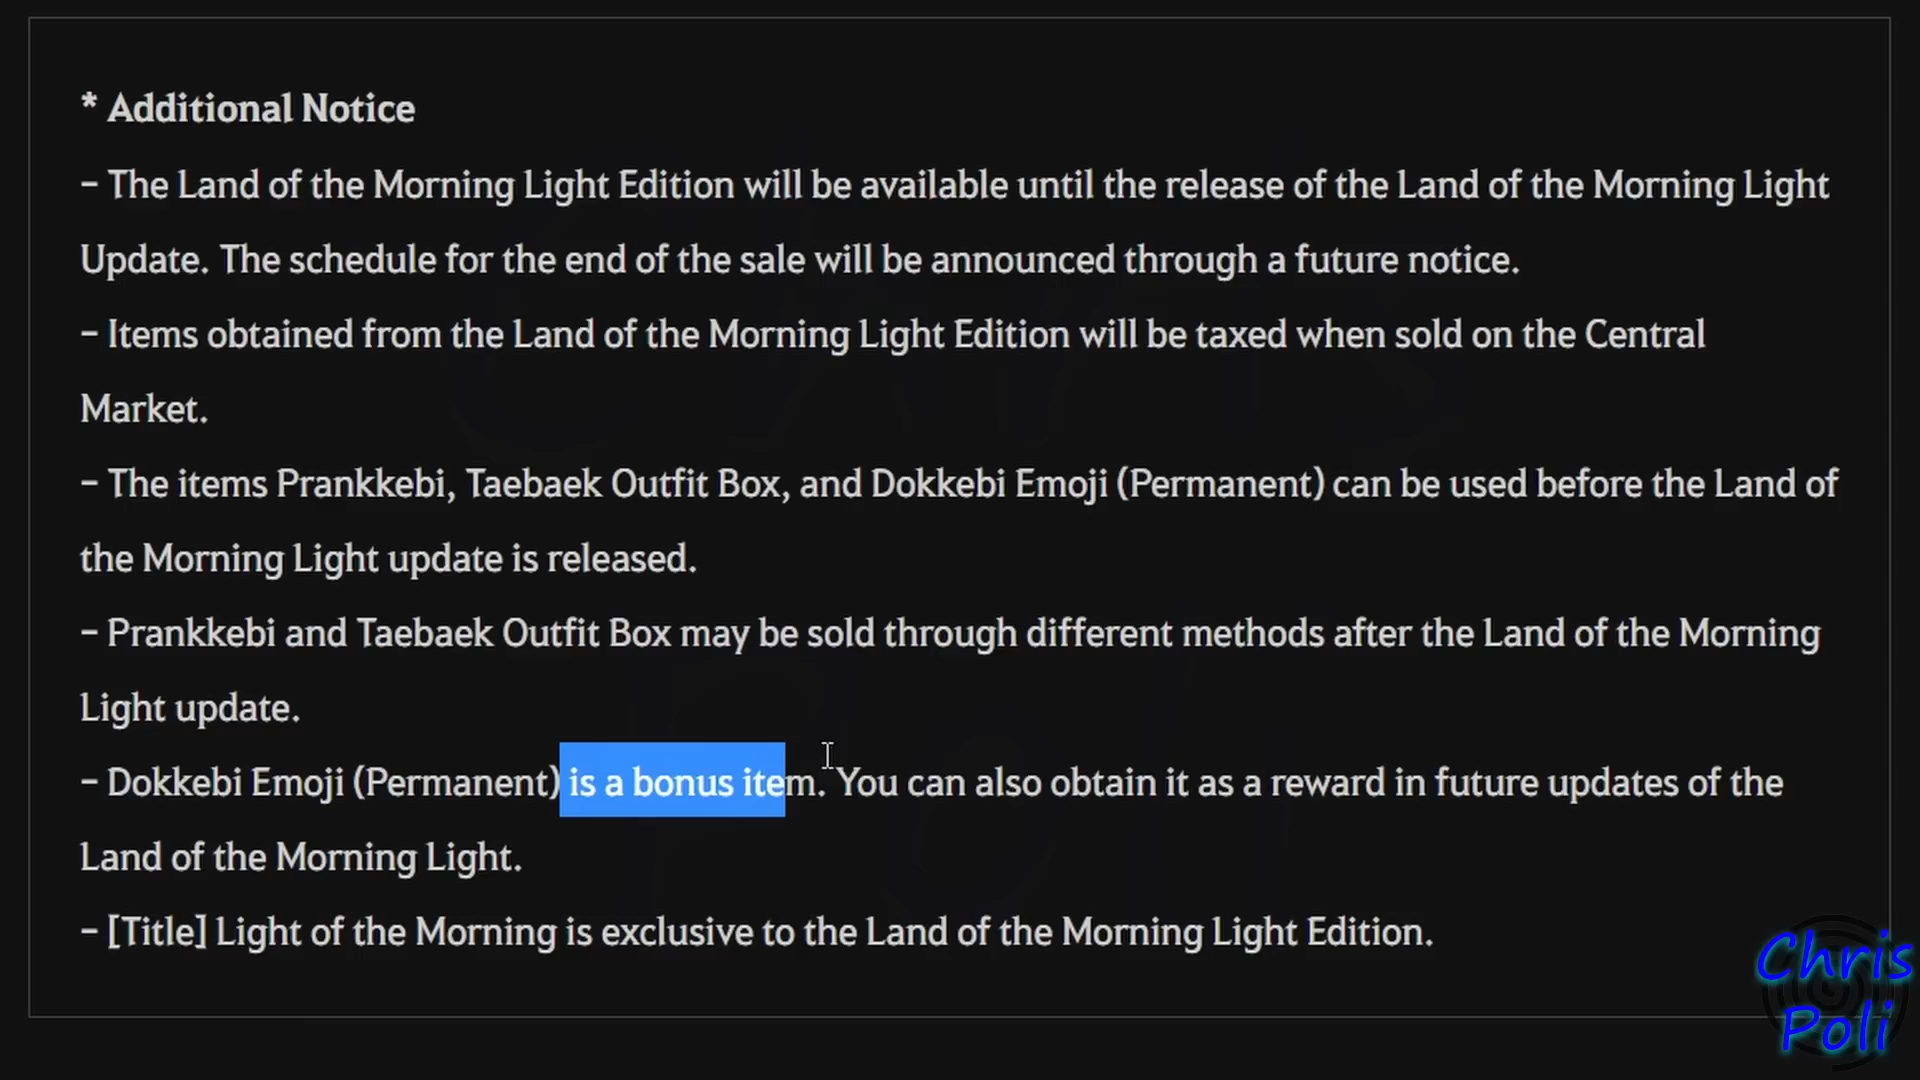 * Additional Notice
– The Land of the Morning Light Edition will be available until the release of the Land of the Morning Light
Update. The schedule for the end of the sale will be announced through a future notice.
– Items obtained from the Land of the Morning Light Edition will be taxed when sold on the Central
Market.
– The items Prankkebi, Taebaek Outfit Box, and Dokkebi Emoji (Permanent) can be used before the Land of
the Morning Light update is released.
– Prankkebi and Taebaek Outfit Box may be sold through different methods after the Land of the Morning
Light update.
– Dokkebi Emoji (Permanent) is a bonus item. You can also obtain it as a reward in future updates of the
Land of the Morning Light.
– [Title] Light of the Morning is exclusive to the Land of the Morning Light Edition.
Chris
Poli